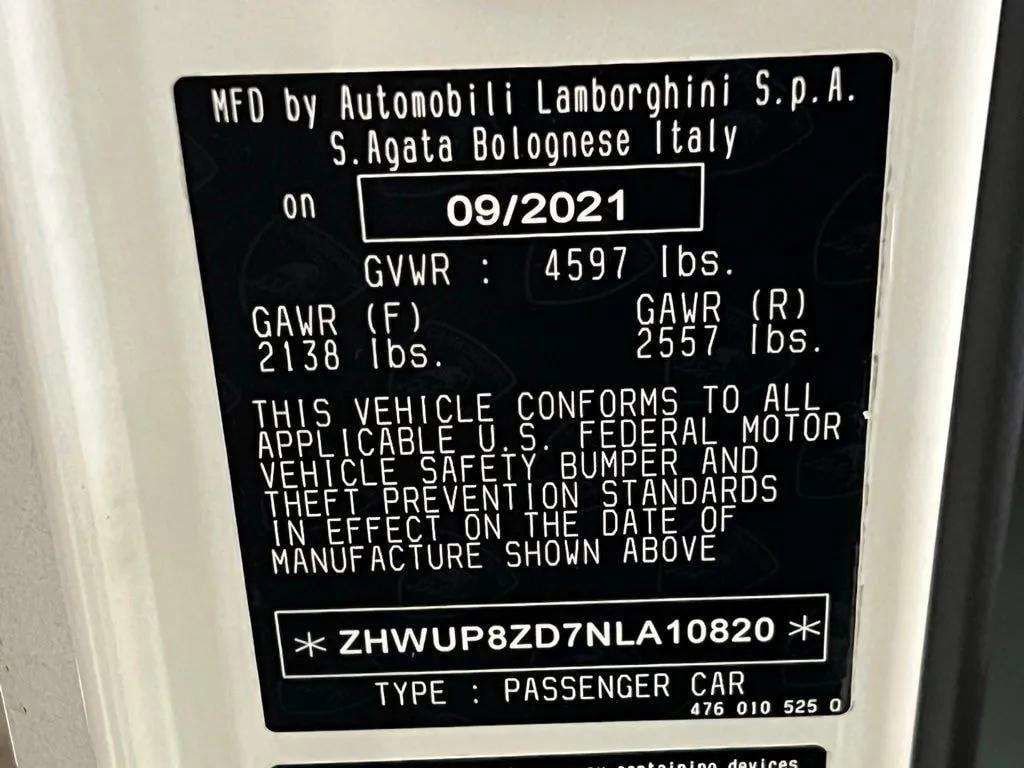 MFD by Automobili Lamborghini S.p.A.
S.Agata Bolognese Italy
on 09/2021
GVWR : 4597 lbs.
GAWR (F) GAWR (R)
2138 lbs. 2557 lbs.
THIS VEHICLE CONFORMS TO ALL
APPLICABLE U.S. FEDERAL MOTOR
VEHICLE SAFETY BUMPER AND
THEFT PREVENTION STANDARDS
IN EFFECT ON THE DATE OF
MANUFACTURE SHOWN ABOVE
* ZHWUP8ZD7NLA10820 *
TYPE : PASSENGER CAR
476 010 525 Q
containing devices